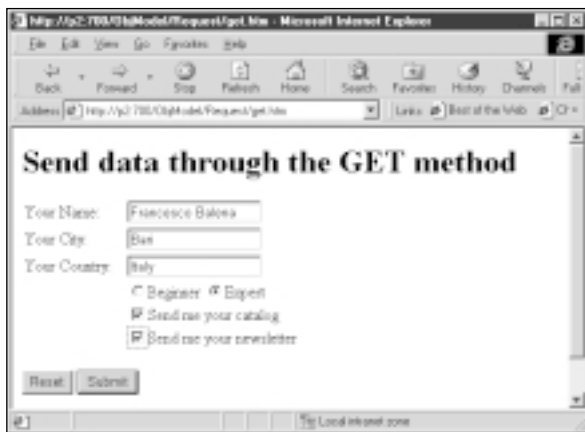 http://p2:780/ObjModel/Request/get.htm - Microsoft Internet Explorer
File Edit View Go Favorites Help
Back Forward Stop Refresh Home Search Favorites History Channels Full
Address http://p2:780/ObjModel/Request/get.htm Links Best of the Web
Send data through the GET method
Your Name: Francesco Balena
Your City: Bari
Your Country: Italy
Beginner Expert
Send me your catalog
Send me your newsletter
Reset Submit
Local intranet zone